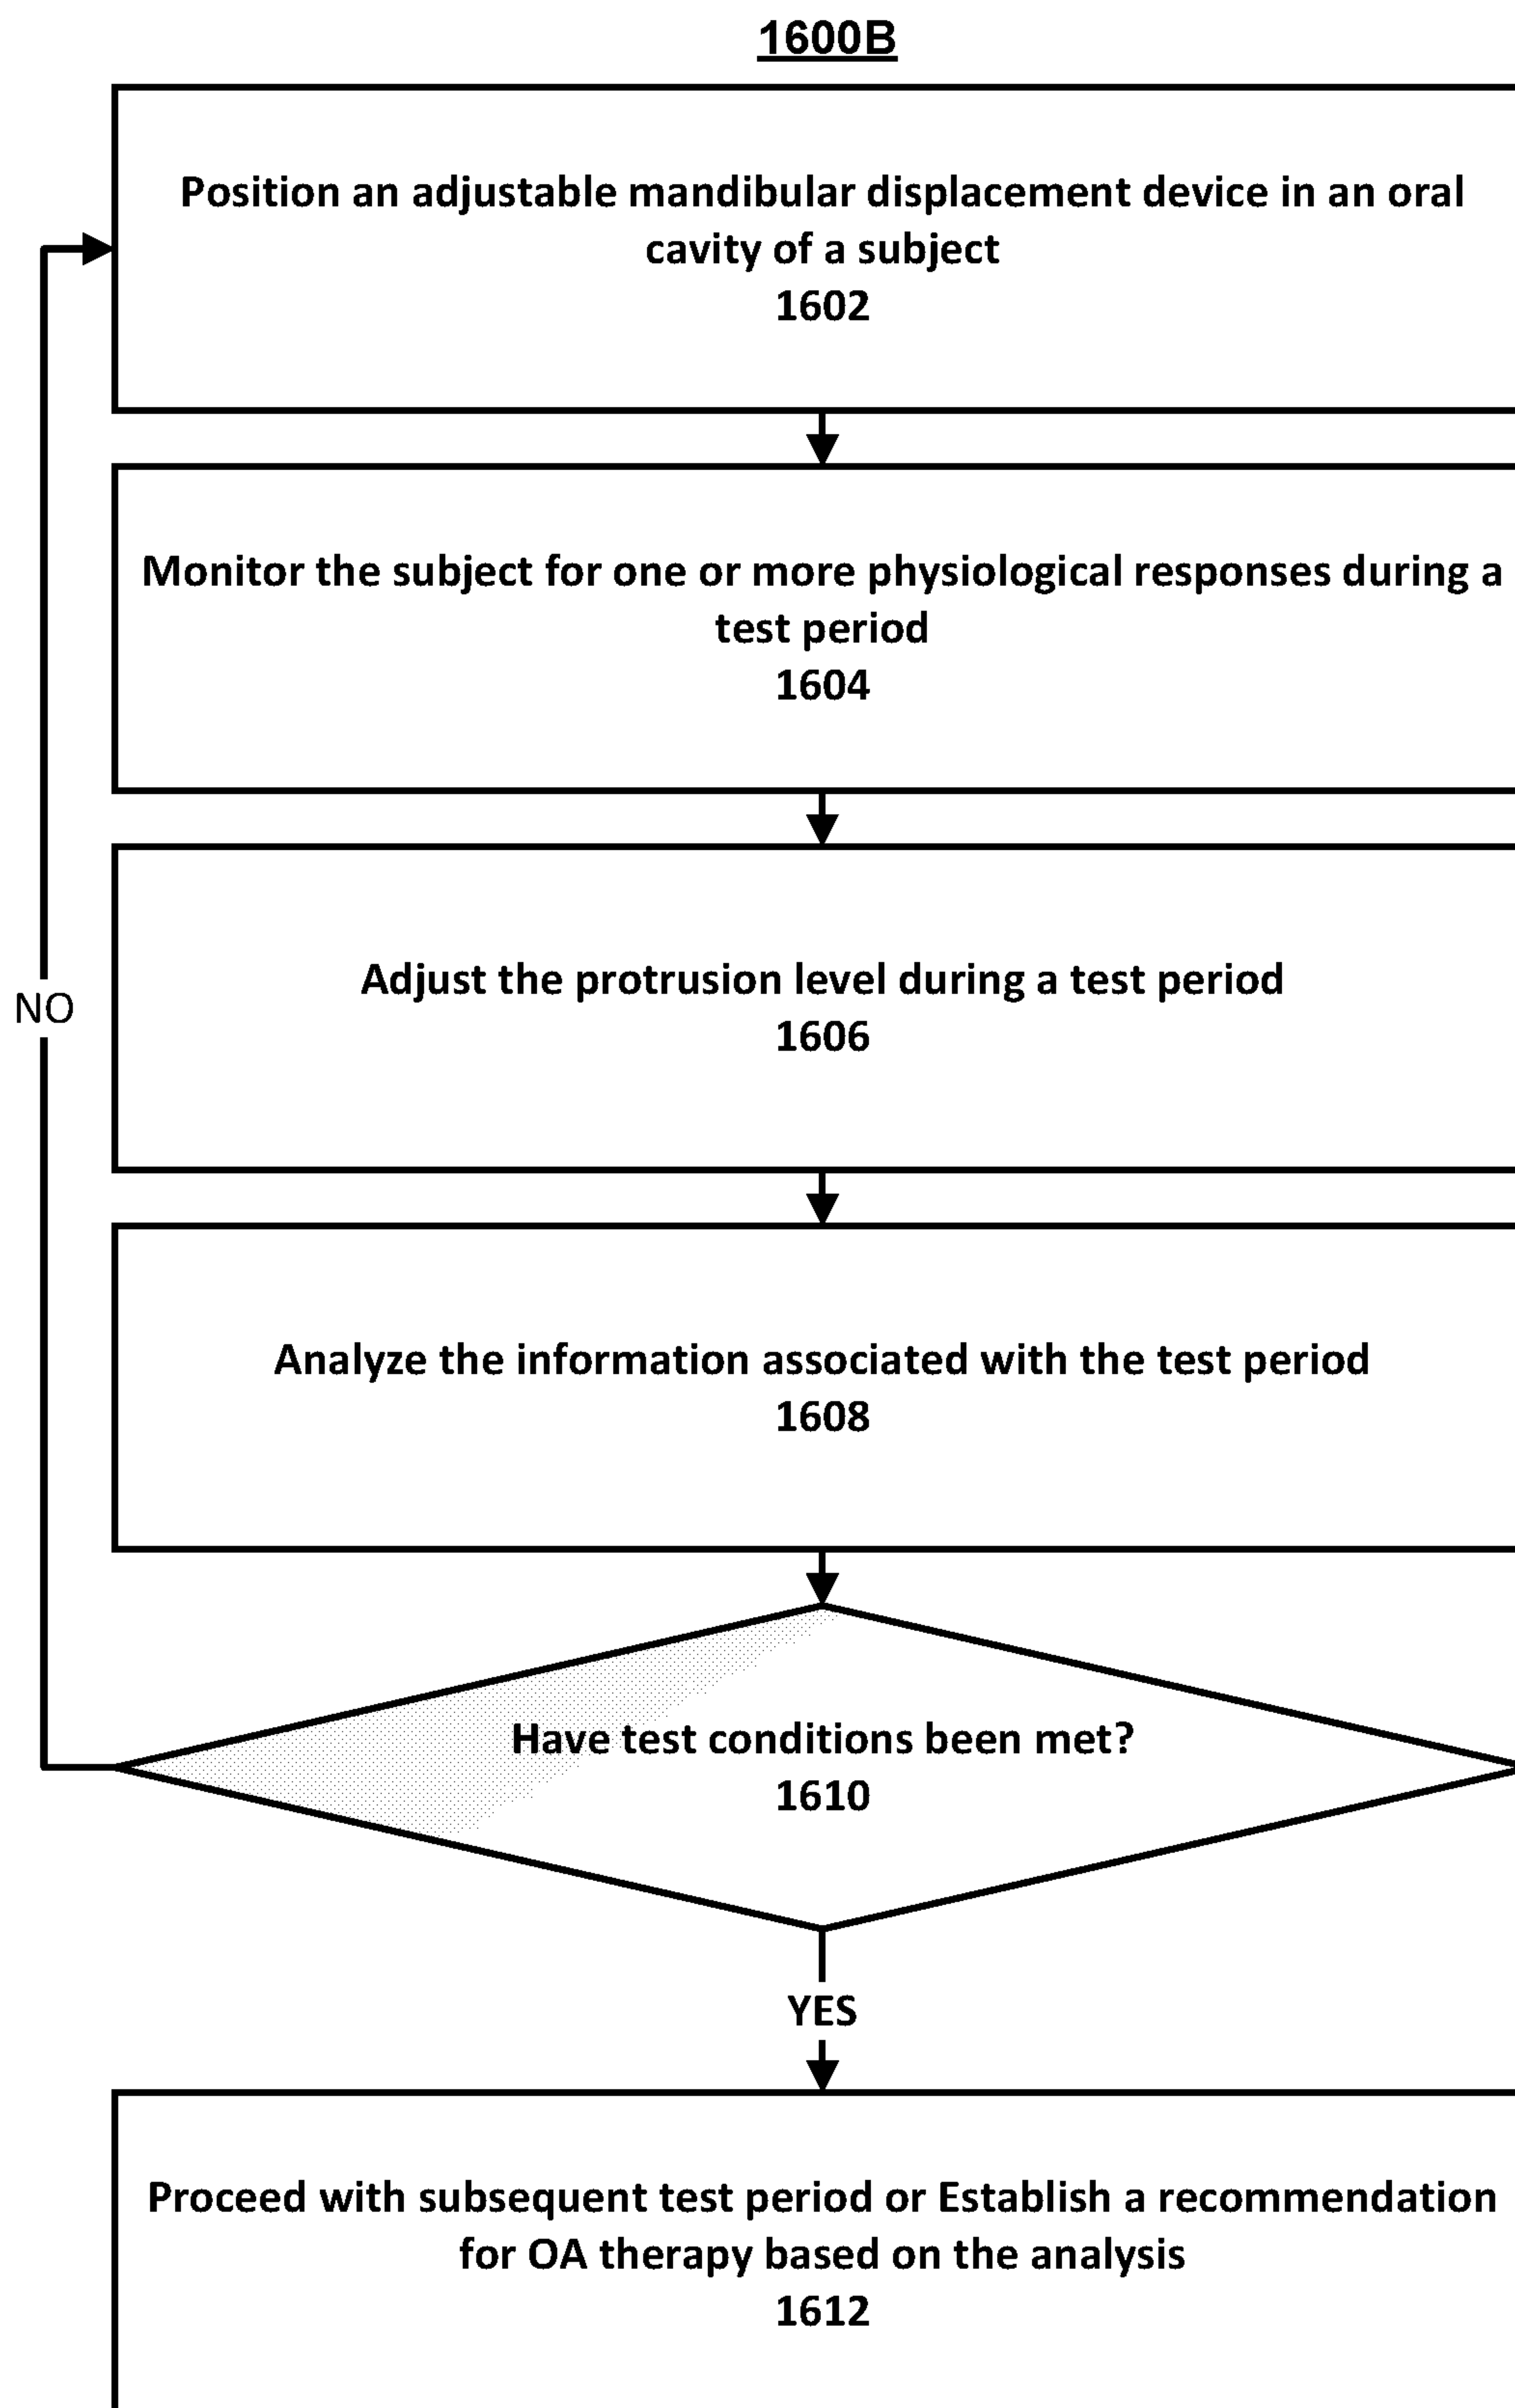 1600B
Position an adjustable mandibular displacement device in an oral
cavity of a subject
1602
Monitor the subject for one or more physiological responses during a
test period
1604
Adjust the protrusion level during a test period
1606
NO
Analyze the information associated with the test period
1608
Have test conditions been met?
1610
YES
Proceed with subsequent test period or Establish a recommendation
for OA therapy based on the analysis
1612